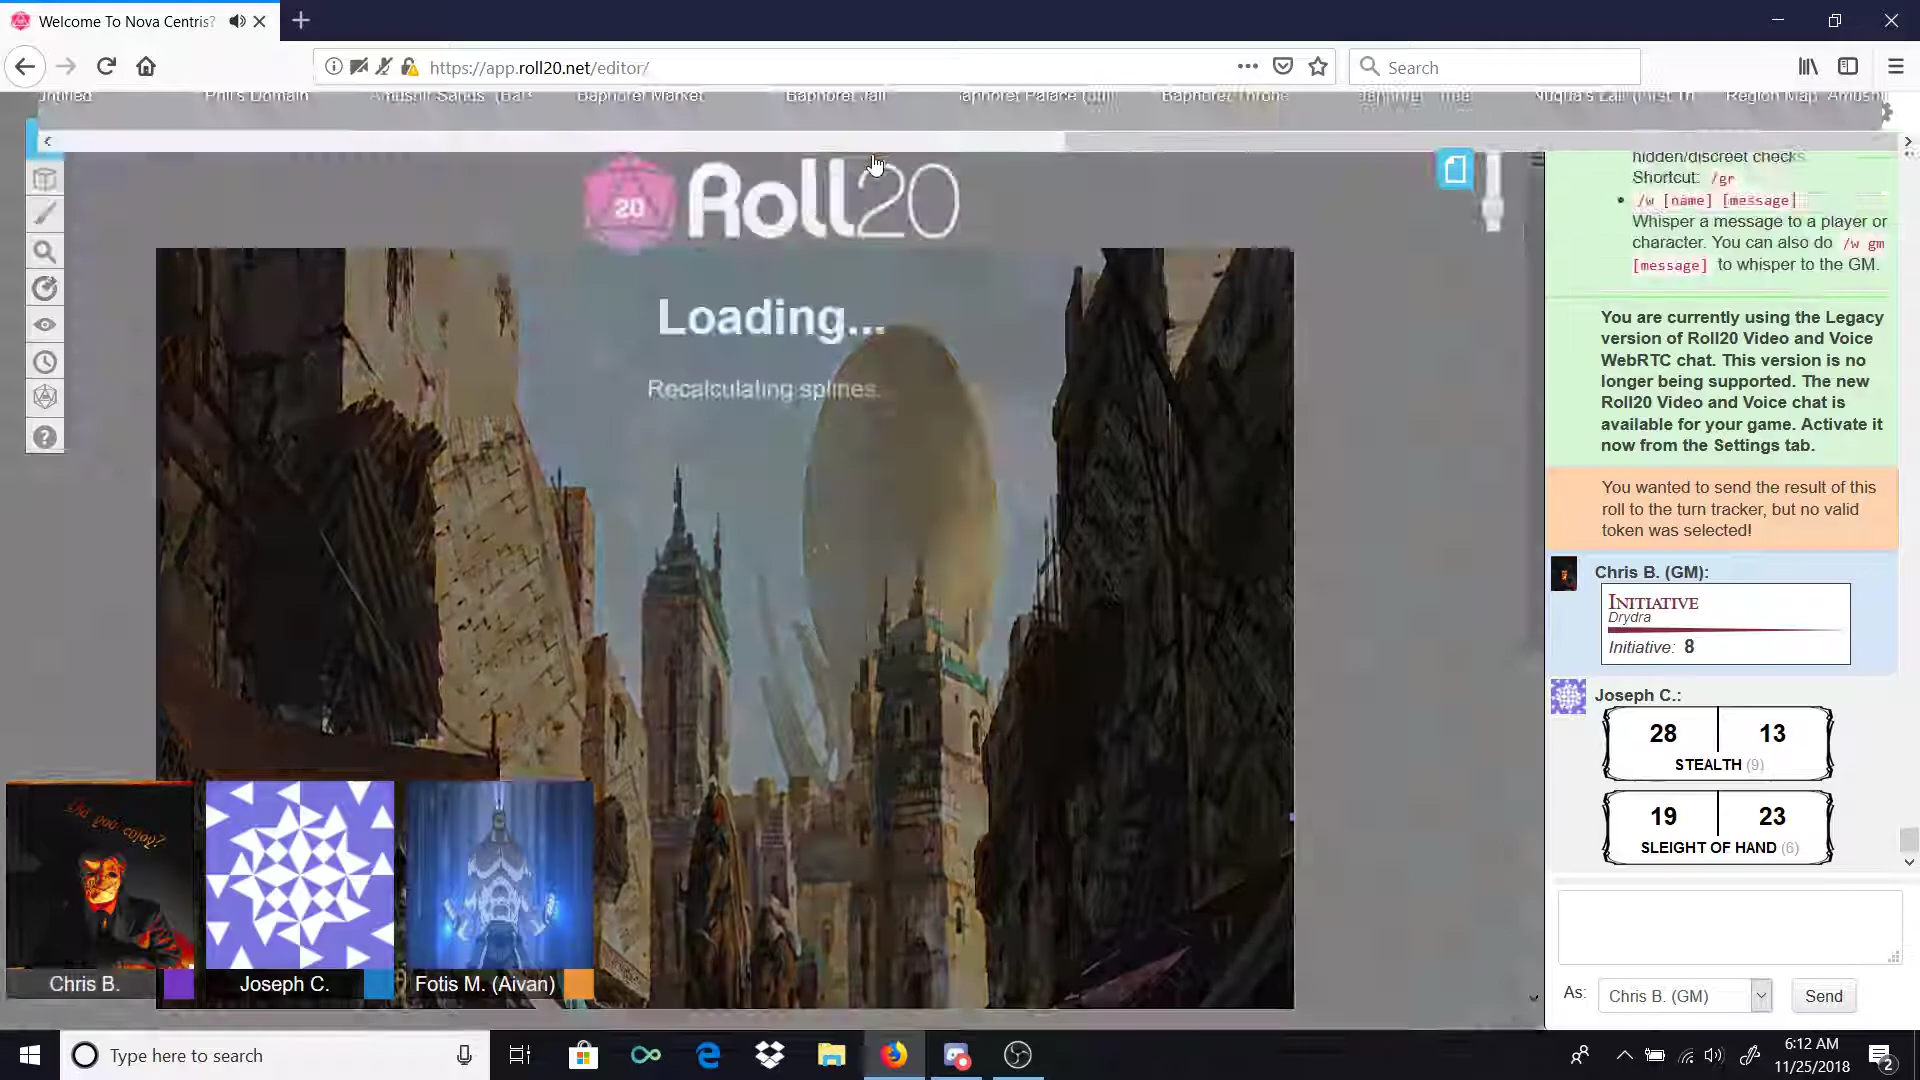 Welcome To Nova Centris?
https://app.roll20.net/editor/
Search
Untitled
Phil's Domain
Baphoret Market
Baphoret Jail
Roll20
20
Loading...
Recalculating splines.
hidden/discreet checks.
Shortcut: /gr
/w [name] [message]
Whisper a message to a player or
character. You can also do /w gm
[message] to whisper to the GM.
You are currently using the Legacy
version of Roll20 Video and Voice
WebRTC chat. This version is no
longer being supported. The new
Roll20 Video and Voice chat is
available for your game. Activate it
now from the Settings tab.
You wanted to send the result of this
roll to the turn tracker, but no valid
token was selected!
Chris B. (GM):
INITIATIVE
Drydra
Initiative: 8
Joseph C.:
28 13
STEALTH (9)
19 23
SLEIGHT OF HAND (6)
Chris B.
Joseph C.
Fotis M. (Aivan)
As:
Chris B. (GM)
Send
Type here to search
6:12 AM
11/25/2018
2